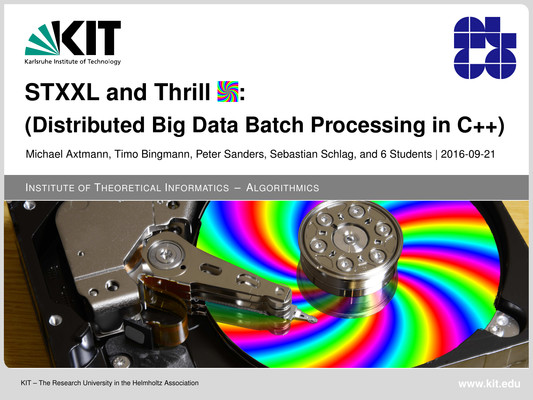 KIT
Karlsruhe Institute of Technology
STXXL and Thrill :
(Distributed Big Data Batch Processing in C++)
Michael Axtmann, Timo Bingmann, Peter Sanders, Sebastian Schlag, and 6 Students | 2016-09-21
INSTITUTE OF THEORETICAL INFORMATICS – ALGORITHMICS
KIT – The Research University in the Helmholtz Association
www.kit.edu